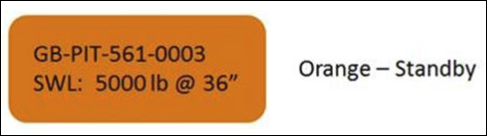 GB-PIT-561-0003
SWL: 5000 lb @ 36”
Orange – Standby